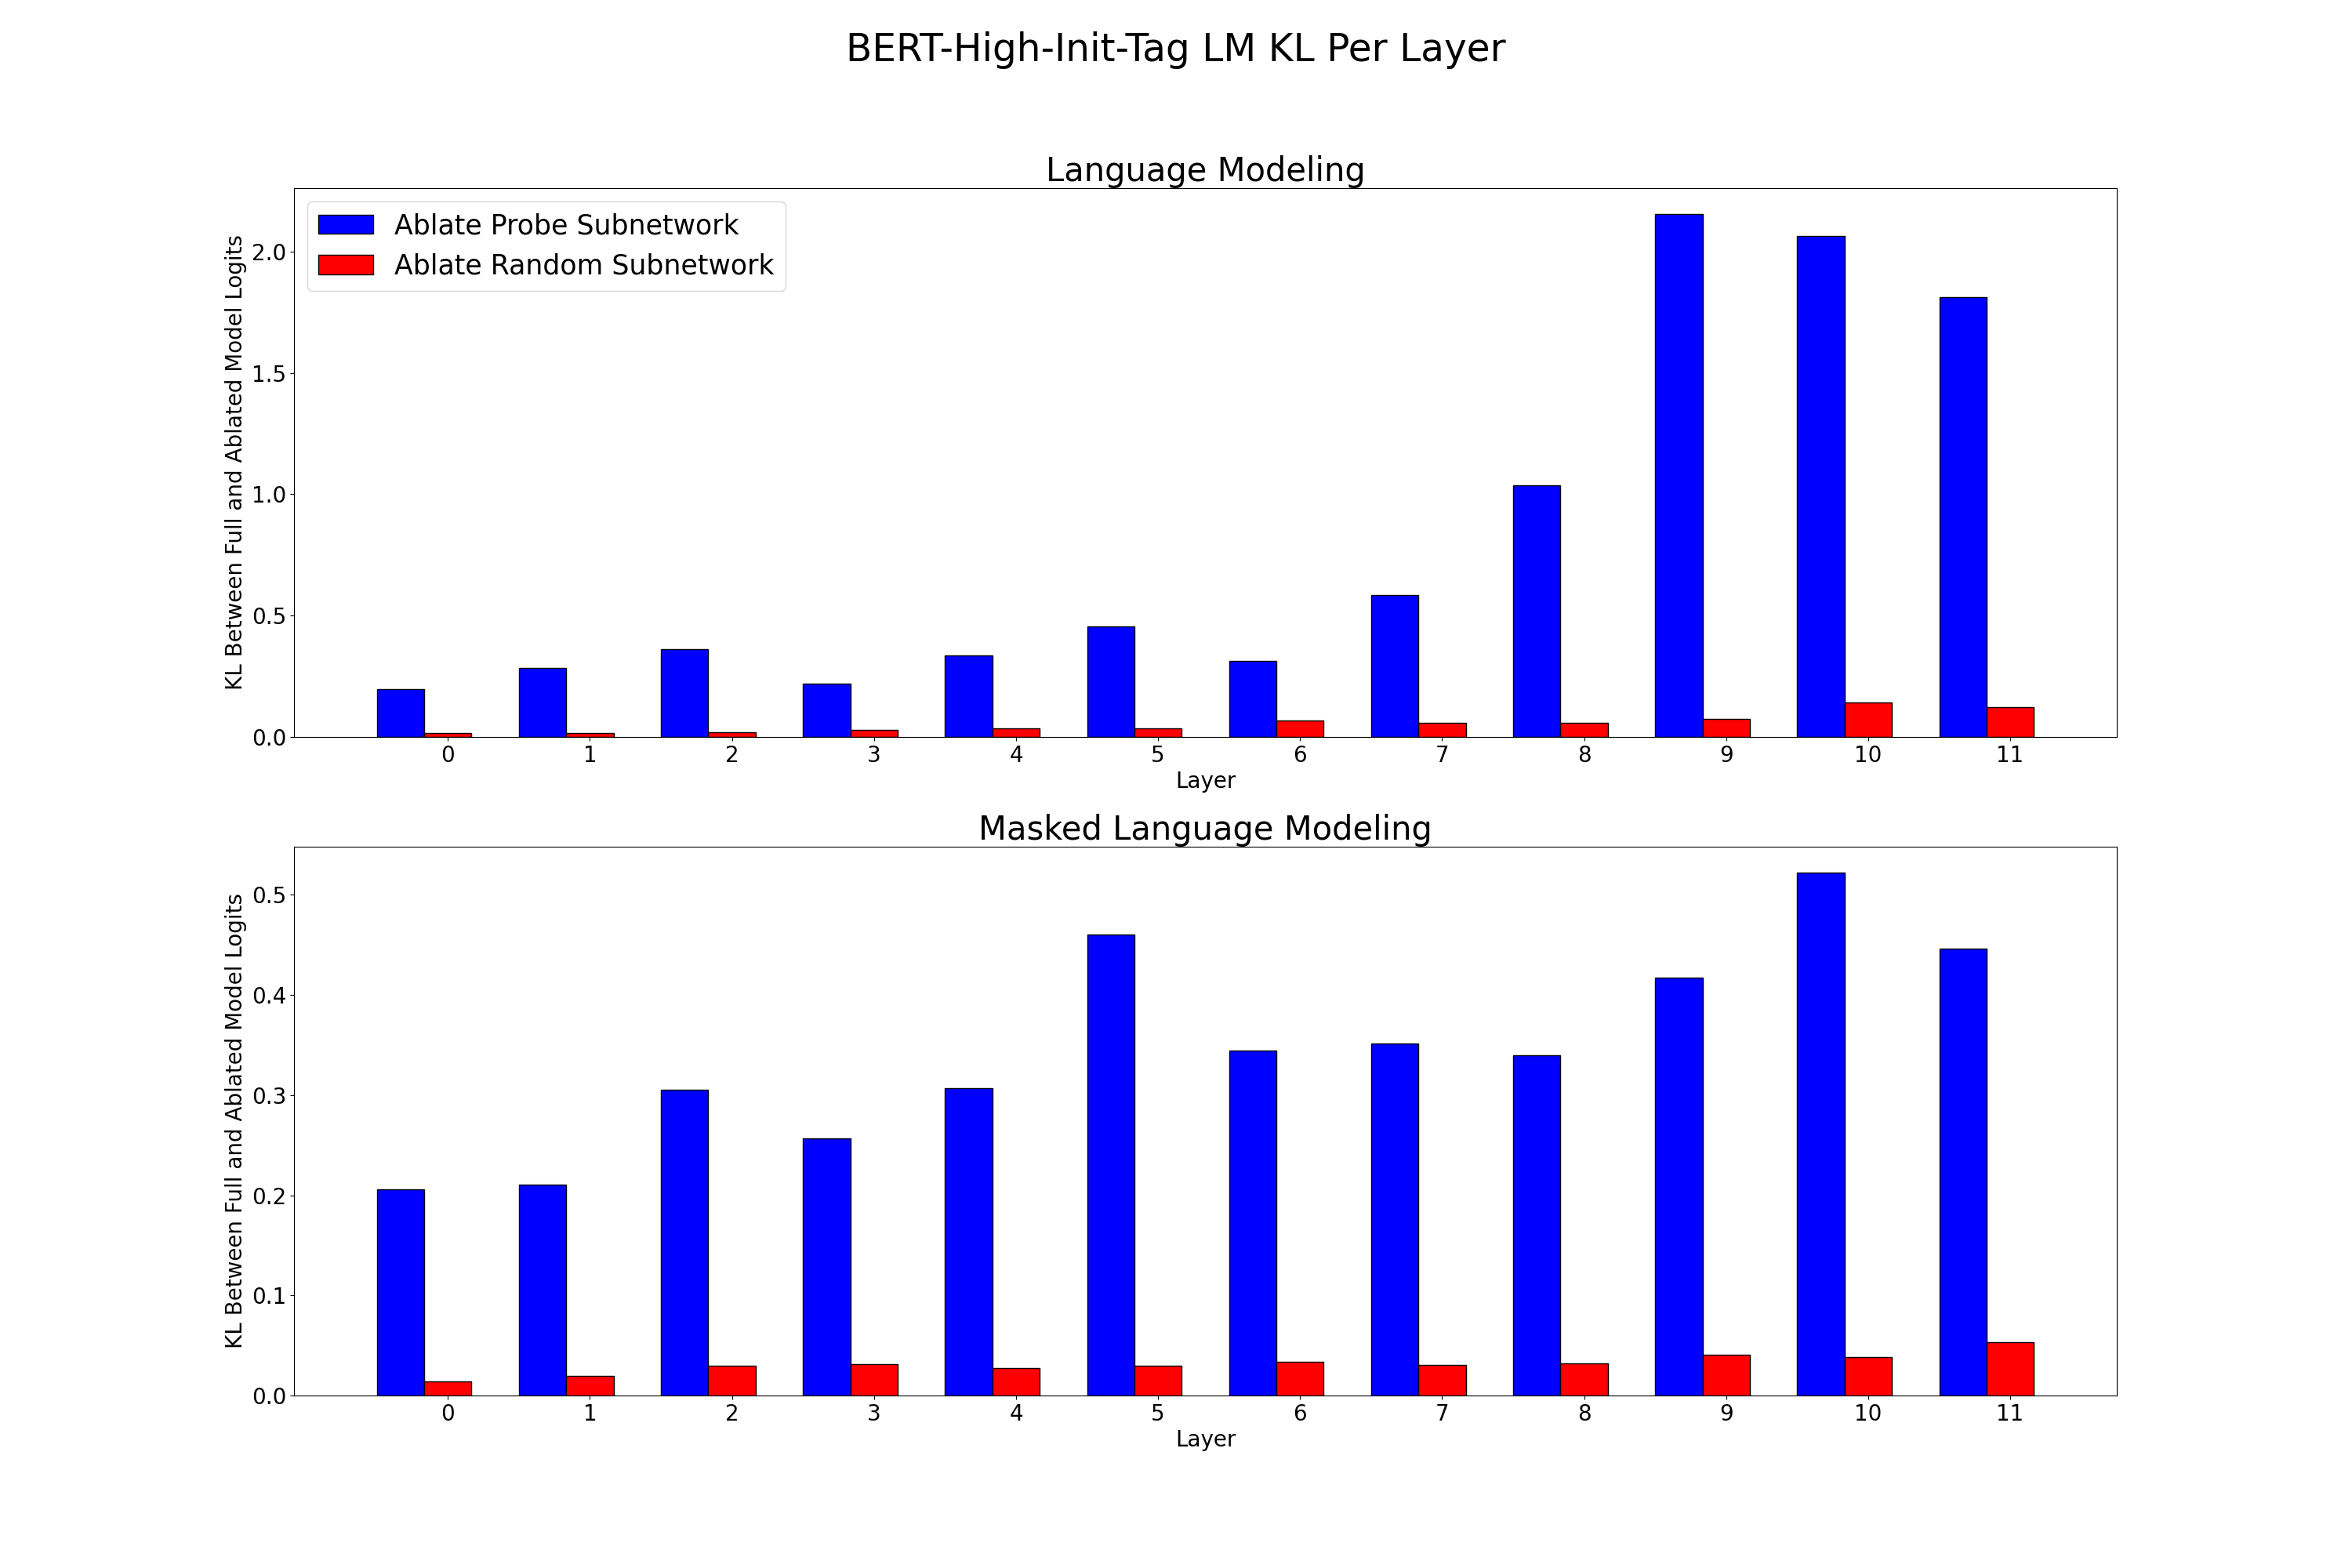 BERT-High-Init-Tag LM KL Per Layer
Language Modeling
Ablate Probe Subnetwork
Ablate Random Subnetwork
KL Between Full and Ablated Model Logits
2.0
1.5
1.0
0.5
0.0
0 1 2 3 4 5 6 7 8 9 10 11
Layer
Masked Language Modeling
KL Between Full and Ablated Model Logits
0.5
0.4
0.3
0.2
0.1
0.0
0 1 2 3 4 5 6 7 8 9 10 11
Layer